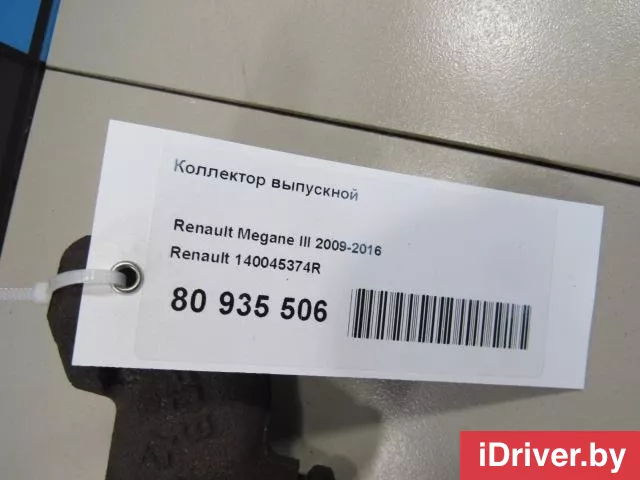 Коллектор выпускной
Renault Megane III 2009-2016
Renault 140045374R
80 935 506
iDriver.by